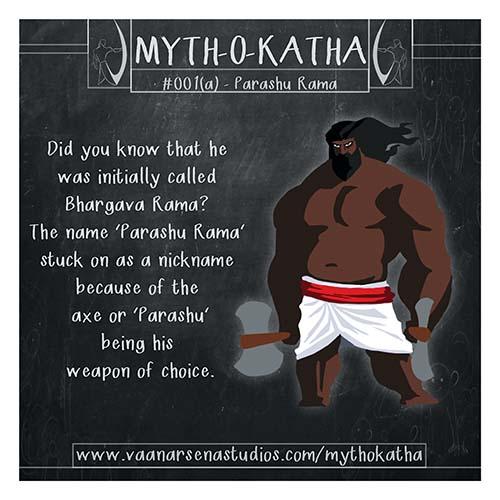 MYTH-O-KATHA
#001(a) - Parashu Rama
Did you know that he
was initially called
Bhargava Rama?
The name 'Parashu Rama'
stuck on as a nickname
because of the
axe or 'Parashu'
being his
weapon of choice.
www.vaanarsenastudios.com/mythokatha